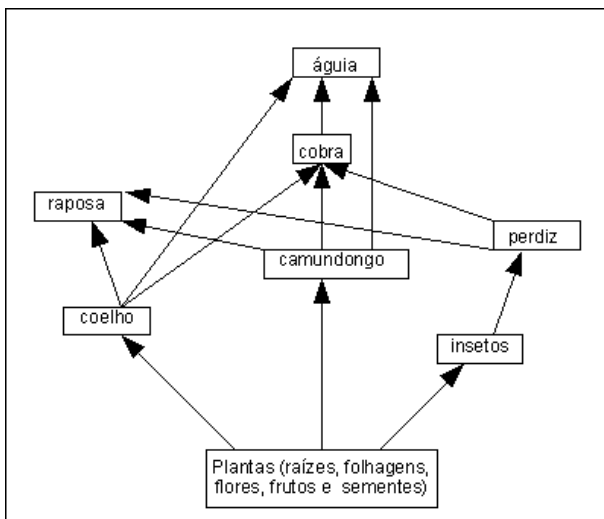 águia
cobra
raposa
perdiz
camundongo
coelho
insetos
Plantas (raízes, folhagens,
flores, frutos e sementes)